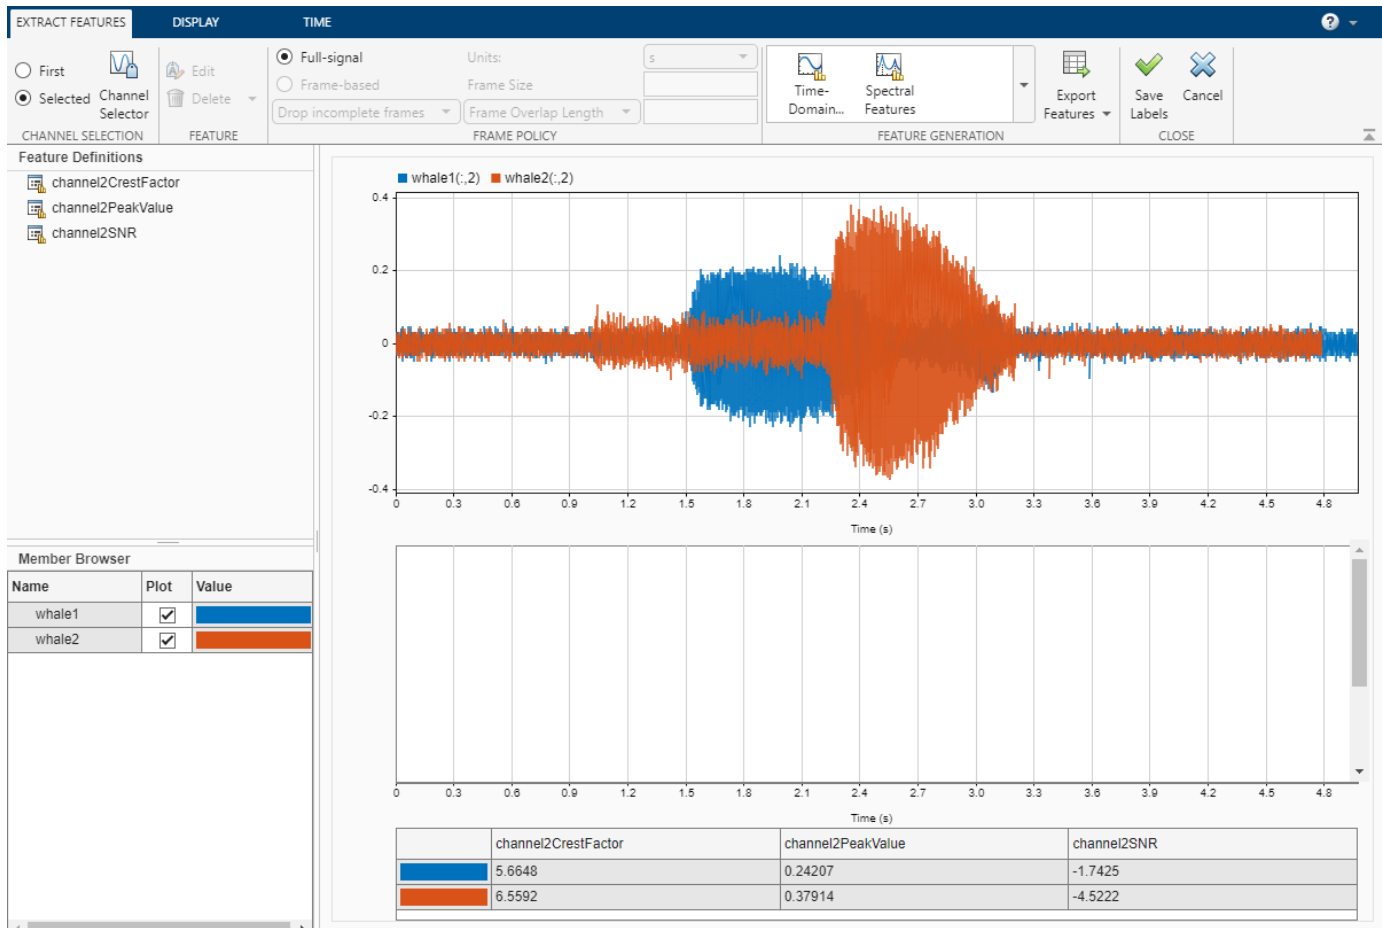 EXTRACT FEATURES DISPLAY TIME ?
First
Selected
Channel
Selector
CHANNEL SELECTION
Edit
Delete
FEATURE
Full-signal Units: s
Frame-based Frame Size
Drop incomplete frames Frame Overlap Length
FRAME POLICY
Time-
Domain...
Spectral
Features
FEATURE GENERATION
Export
Features
Save
Labels
Cancel
CLOSE
Feature Definitions
channel2CrestFactor
channel2PeakValue
channel2SNR
Member Browser
Name Plot Value
whale1
whale2
whale1(:,2) whale2(:,2)
0.4
0.2
0
-0.2
-0.4
0 0.3 0.6 0.9 1.2 1.5 1.8 2.1 2.4 2.7 3.0 3.3 3.6 3.9 4.2 4.5 4.8
Time (s)
0 0.3 0.6 0.9 1.2 1.5 1.8 2.1 2.4 2.7 3.0 3.3 3.6 3.9 4.2 4.5 4.8
Time (s)
channel2CrestFactor channel2PeakValue channel2SNR
5.6648 0.24207 -1.7425
6.5592 0.37914 -4.5222